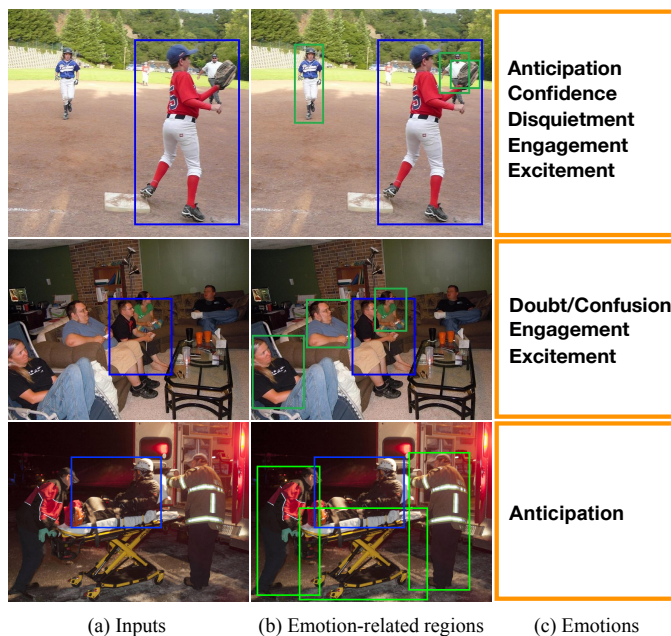 Anticipation
Confidence
Disquietment
Engagement
Excitement
Doubt/Confusion
Engagement
Excitement
Anticipation
(a) Inputs (b) Emotion-related regions (c) Emotions